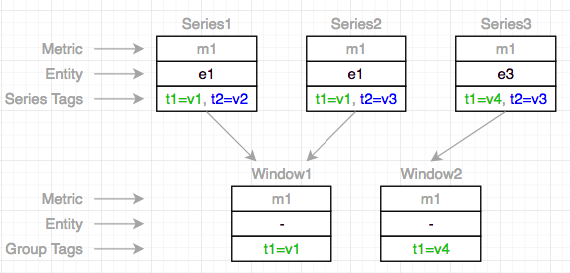 Series1 Series2 Series3
Metric m1 m1 m1
Entity e1 e1 e3
Series Tags t1=v1, t2=v2 t1=v1, t2=v3 t1=v4, t2=v3
Window1 Window2
Metric m1 m1
Entity - -
Group Tags t1=v1 t1=v4